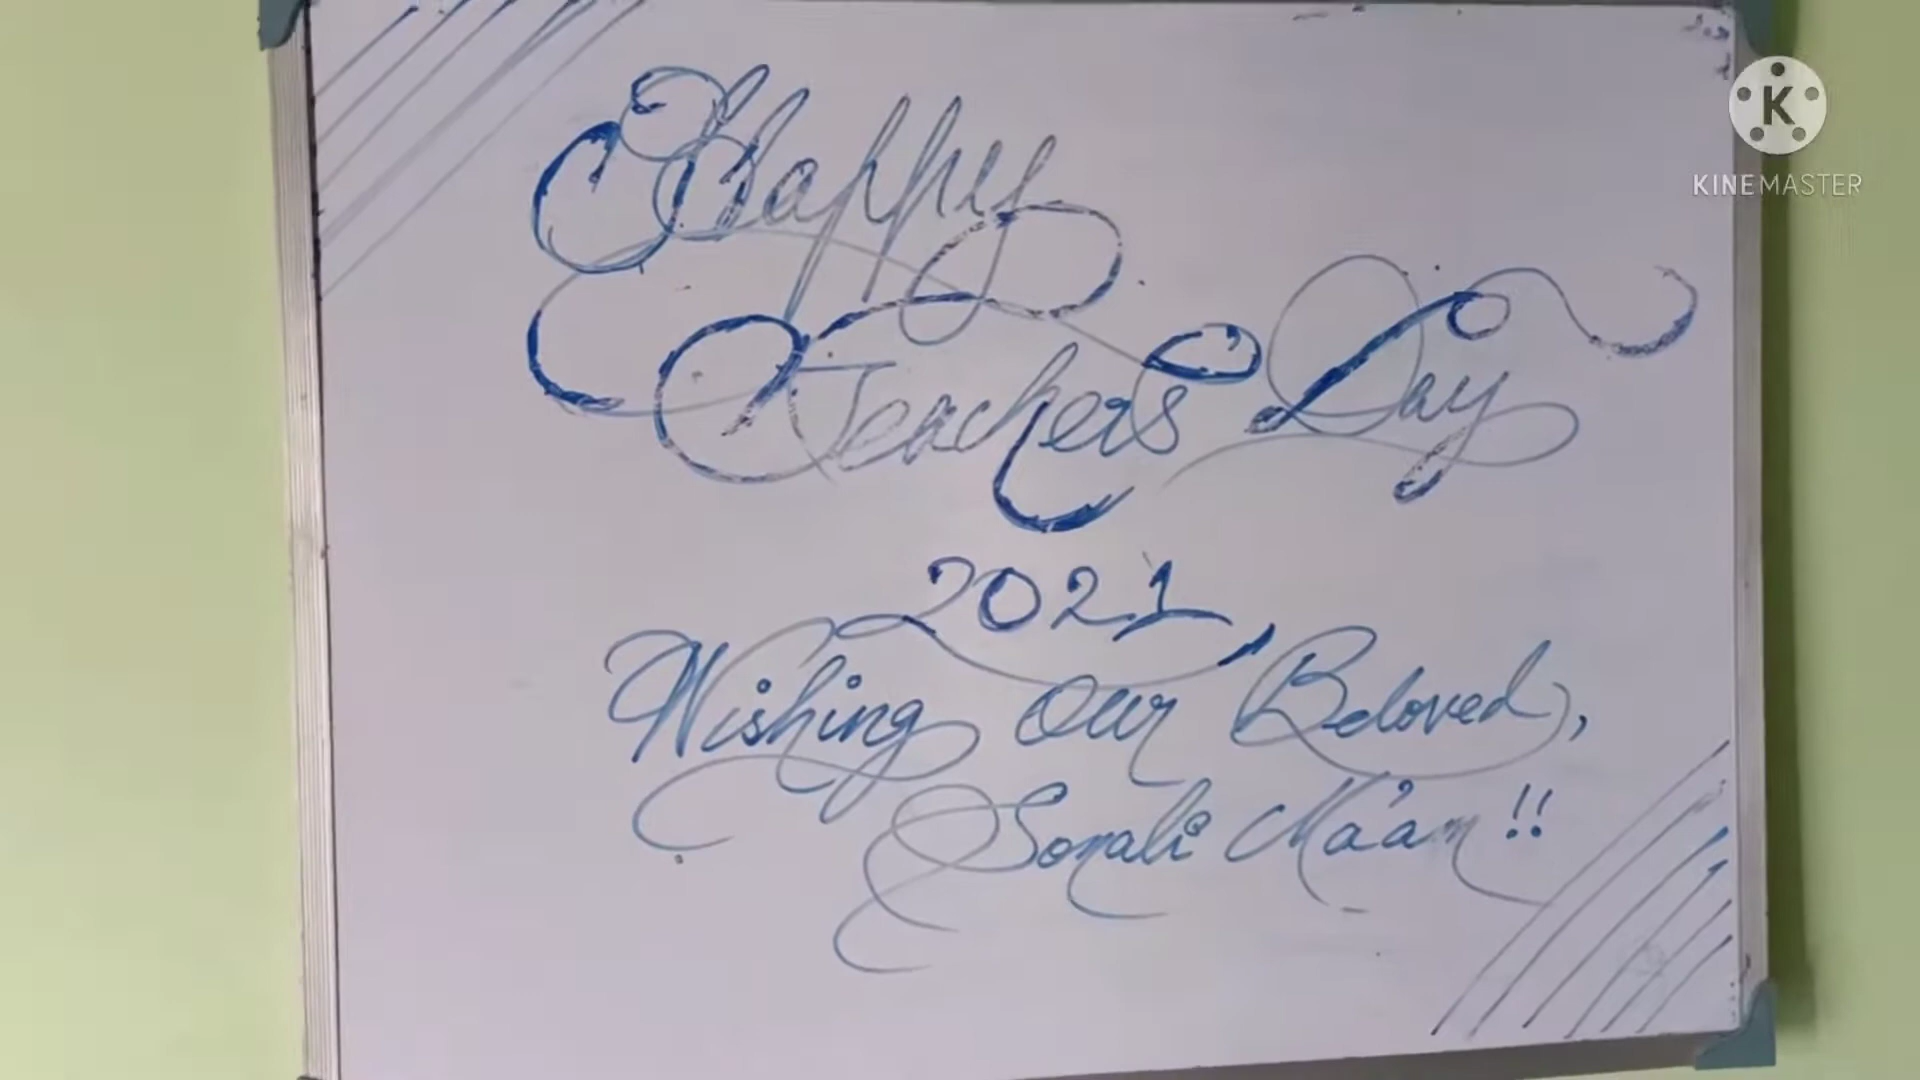 Happy
Teachers Day
2021
Wishing Our Beloved,
Sonali Ma'am !!
K
KINEMASTER